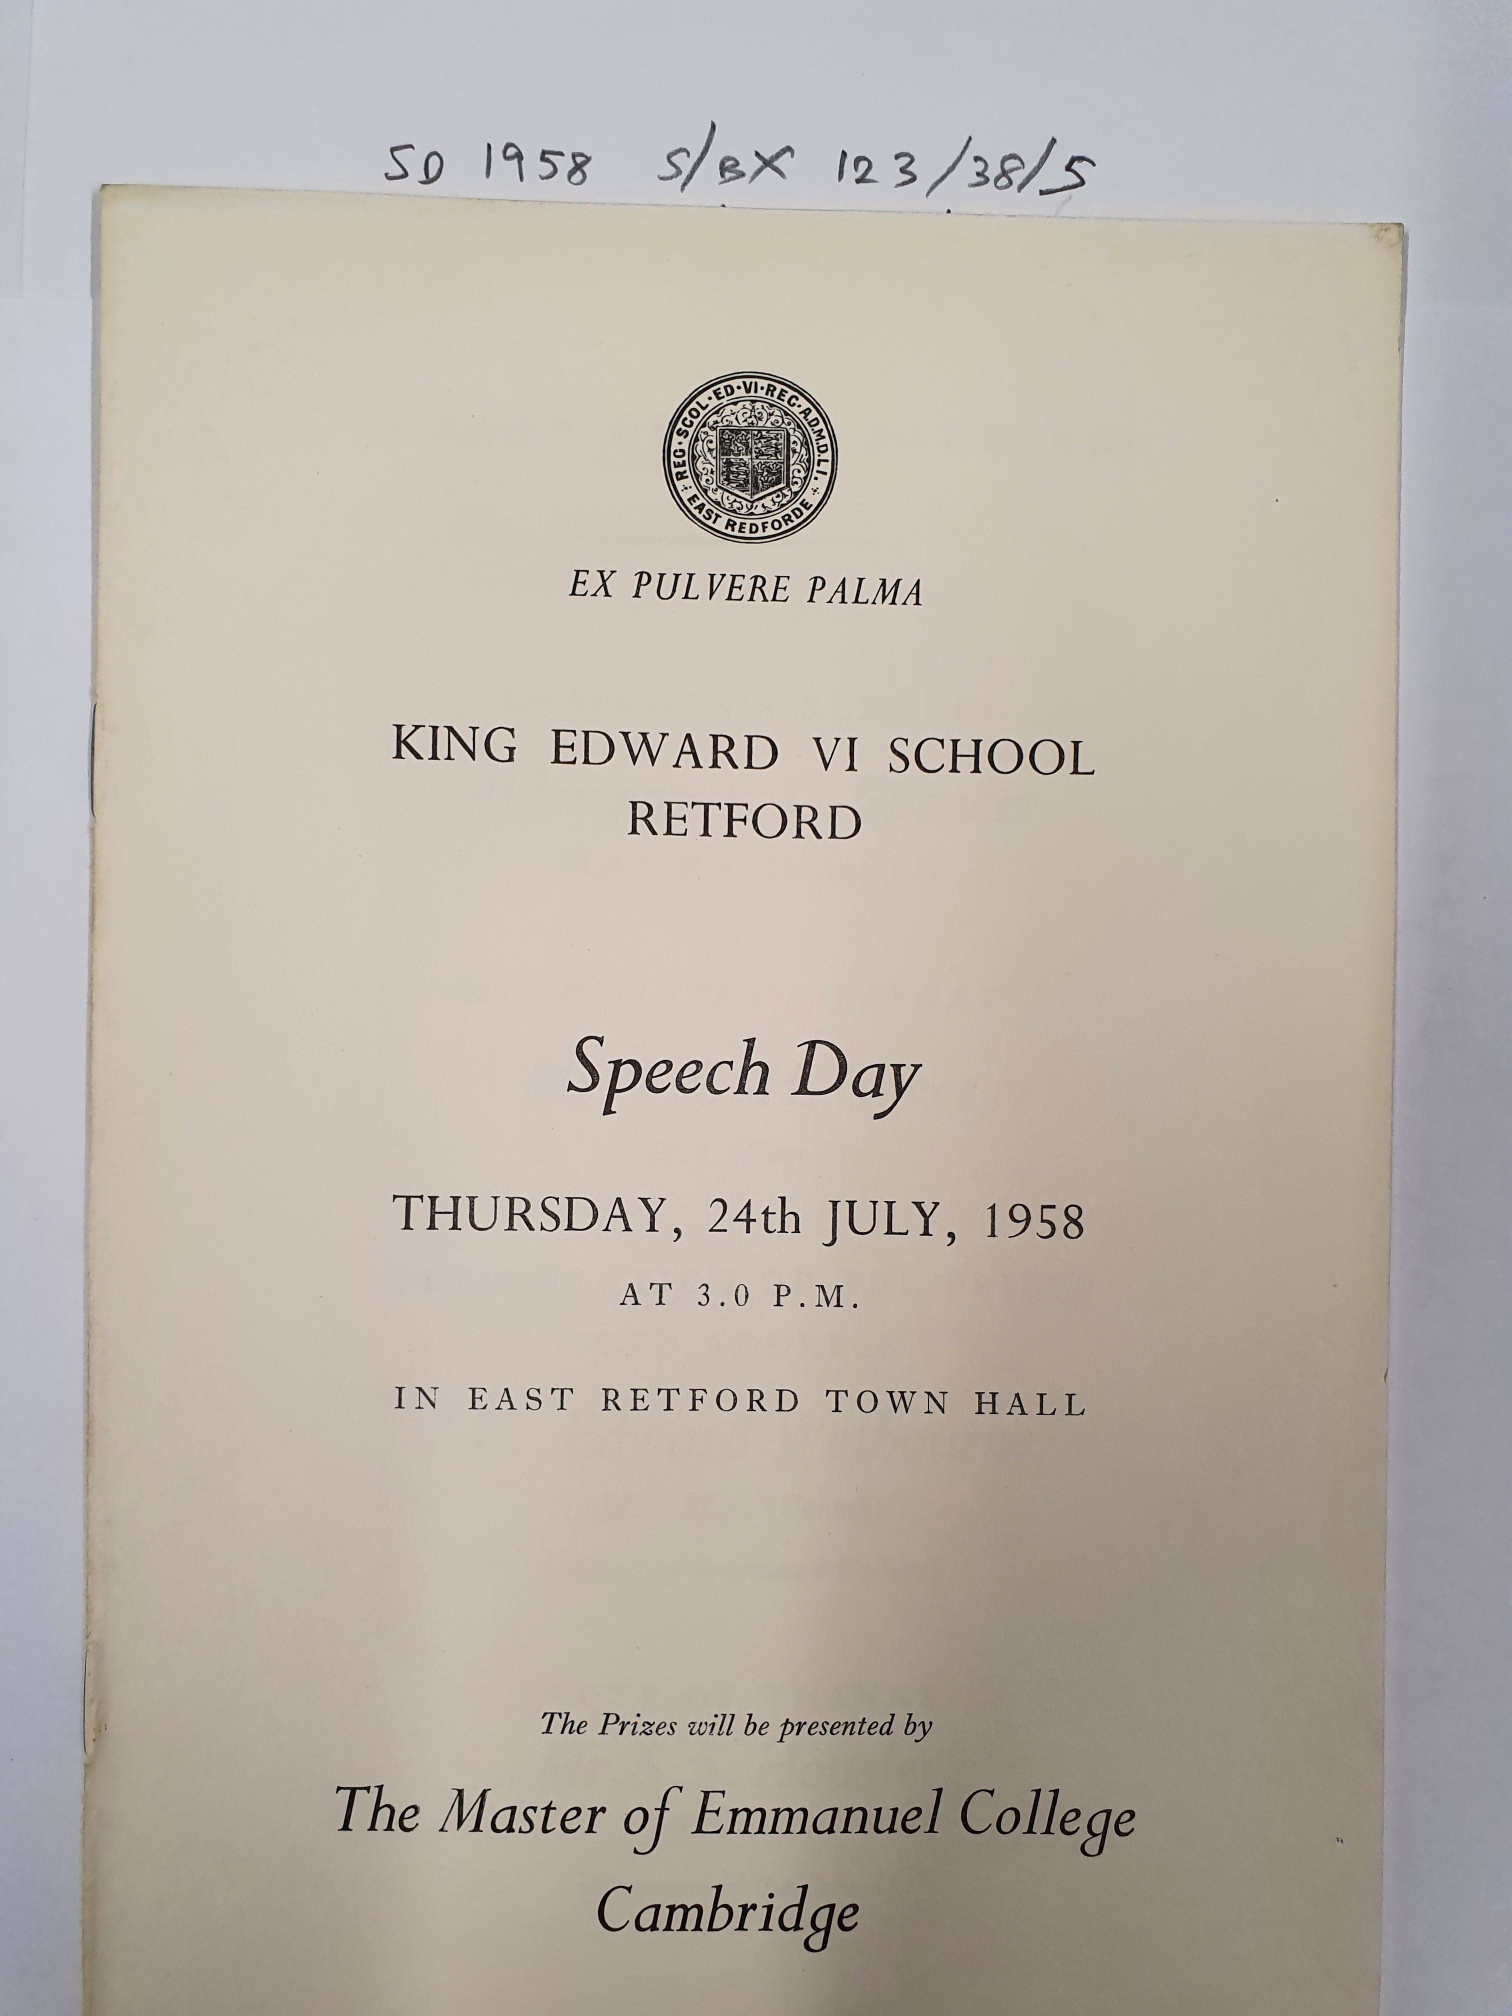 SD 1958 S/BX 123/38/5
REG · SCOL · ED · VI · REG · A.D.M.D.L I.
EAST REDFORDE
EX PULVERE PALMA
KING EDWARD VI SCHOOL
RETFORD
Speech Day
THURSDAY, 24th JULY, 1958
AT 3.0 P.M.
IN EAST RETFORD TOWN HALL
The Prizes will be presented by
The Master of Emmanuel College
Cambridge